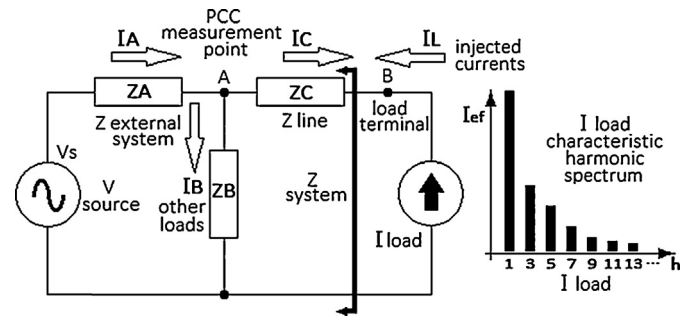 PCC
measurement
point
IA
IC
IL
injected
currents
A
B
ZA
ZC
Z external
system
Z line
load
terminal
Vs
V
source
IB
other
loads
ZB
Z
system
I load
Ief
I load
characteristic
harmonic
spectrum
1 3 5 7 9 11 13 ··· h
I load